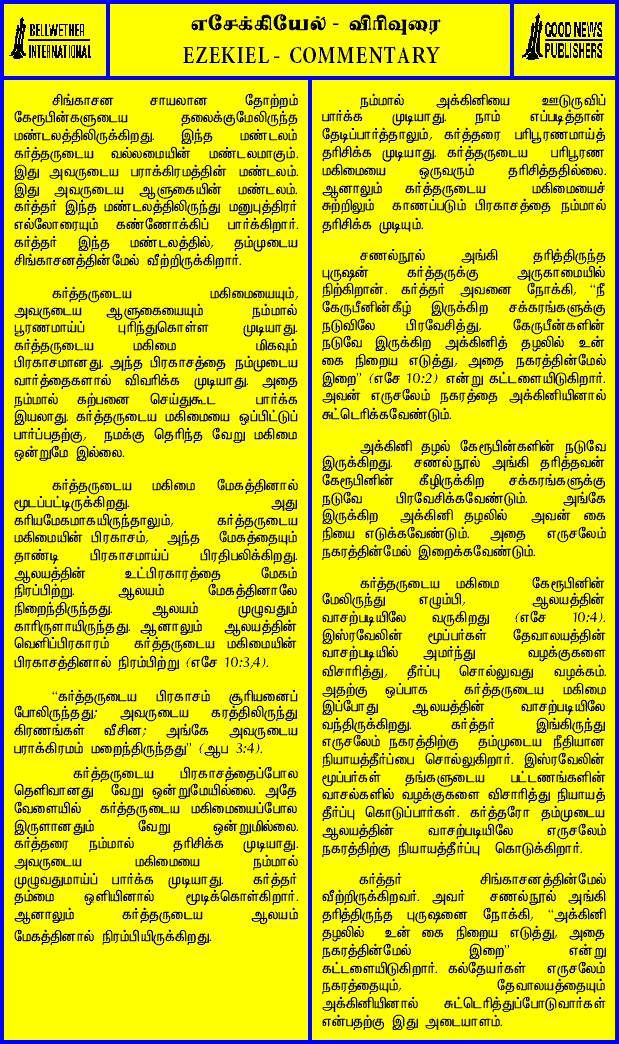 BELLWETHER
INTERNATIONAL
எசேக்கியேல் - விரிவுரை
EZEKIEL - COMMENTARY
GOOD NEWS
PUBLISHERS
சிங்காசன சாயலான தோற்றம்
கேரூபின்களுடைய தலைக்குமேலிருந்த
மண்டலத்திலிருக்கிறது. இந்த மண்டலம்
கர்த்தருடைய வல்லமையின் மண்டலமாகும்.
இது அவருடைய பராக்கிரமத்தின் மண்டலம்.
இது அவருடைய ஆளுகையின் மண்டலம்.
கர்த்தர் இந்த மண்டலத்திலிருந்து மனுபுத்திரர்
எல்லோரையும் கண்ணோக்கிப் பார்க்கிறார்.
கர்த்தர் இந்த மண்டலத்தில், தம்முடைய
சிங்காசனத்தின்மேல் வீற்றிருக்கிறார்.
கர்த்தருடைய மகிமையையும்,
அவருடைய ஆளுகையையும் நம்மால்
பூரணமாய்ப் புரிந்துகொள்ள முடியாது.
கர்த்தருடைய மகிமை மிகவும்
பிரகாசமானது. அந்த பிரகாசத்தை நம்முடைய
வார்த்தைகளால் விவரிக்க முடியாது. அதை
நம்மால் கற்பனை செய்துகூட பார்க்க
இயலாது. கர்த்தருடைய மகிமையை ஒப்பிட்டுப்
பார்ப்பதற்கு, நமக்கு தெரிந்த வேறு மகிமை
ஒன்றுமே இல்லை.
கர்த்தருடைய மகிமை மேகத்தினால்
மூடப்பட்டிருக்கிறது. அது
கரியமேகமாகயிருந்தாலும், கர்த்தருடைய
மகிமையின் பிரகாசம், அந்த மேகத்தையும்
தாண்டி பிரகாசமாய்ப் பிரதிபலிக்கிறது.
ஆலயத்தின் உட்பிரகாரத்தை மேகம்
நிரப்பிற்று. ஆலயம் மேகத்தினாலே
நிறைந்திருந்தது. ஆலயம் முழுவதும்
காரிருளாயிருந்தது. ஆனாலும் ஆலயத்தின்
வெளிப்பிரகாரம் கர்த்தருடைய மகிமையின்
பிரகாசத்தினால் நிரம்பிற்று (எசே 10:3,4).
“கர்த்தருடைய பிரகாசம் சூரியனைப்
போலிருந்தது; அவருடைய கரத்திலிருந்து
கிரணங்கள் வீசின; அங்கே அவருடைய
பராக்கிரமம் மறைந்திருந்தது” (ஆப 3:4).
கர்த்தருடைய பிரகாசத்தைப்போல
தெளிவானது வேறு ஒன்றுமேயில்லை. அதே
வேளையில் கர்த்தருடைய மகிமையைப்போல
இருளானதும் வேறு ஒன்றுமில்லை.
கர்த்தரை நம்மால் தரிசிக்க முடியாது.
அவருடைய மகிமையை நம்மால்
முழுவதுமாய்ப் பார்க்க முடியாது. கர்த்தர்
தம்மை ஒளியினால் மூடிக்கொள்கிறார்.
ஆனாலும் கர்த்தருடைய ஆலயம்
மேகத்தினால் நிரம்பியிருக்கிறது.
நம்மால் அக்கினியை ஊடுருவிப்
பார்க்க முடியாது. நாம் எப்படித்தான்
தேடிப்பார்த்தாலும், கர்த்தரை பரிபூரணமாய்த்
தரிசிக்க முடியாது. கர்த்தருடைய பரிபூரண
மகிமையை ஒருவரும் தரிசித்ததில்லை.
ஆனாலும் கர்த்தருடைய மகிமையைச்
சுற்றிலும் காணப்படும் பிரகாசத்தை நம்மால்
தரிசிக்க முடியும்.
சணல்நூல் அங்கி தரித்திருந்த
புருஷன் கர்த்தருக்கு அருகாமையில்
நிற்கிறான். கர்த்தர் அவனை நோக்கி, “நீ
கேருபீனின்கீழ் இருக்கிற சக்கரங்களுக்கு
நடுவிலே பிரவேசித்து, கேருபீன்களின்
நடுவே இருக்கிற அக்கினித் தழலில் உன்
கை நிறைய எடுத்து, அதை நகரத்தின்மேல்
இறை” (எசே 10:2) என்று கட்டளையிடுகிறார்.
அவன் எருசலேம் நகரத்தை அக்கினியினால்
சுட்டெரிக்கவேண்டும்.
அக்கினி தழல் கேரூபின்களின் நடுவே
இருக்கிறது. சணல்நூல் அங்கி தரித்தவன்
கேரூபினின் கீழிருக்கிற சக்கரங்களுக்கு
நடுவே பிரவேசிக்கவேண்டும். அங்கே
இருக்கிற அக்கினி தழலில் அவன் கை
நியை எடுக்கவேண்டும். அதை எருசலேம்
நகரத்தின்மேல் இறைக்கவேண்டும்.
கர்த்தருடைய மகிமை கேரூபினின்
மேலிருந்து எழும்பி, ஆலயத்தின்
வாசற்படியிலே வருகிறது (எசே 10:4).
இஸ்ரவேலின் மூப்பர்கள் தேவாலயத்தின்
வாசற்படியில் அமர்ந்து வழக்குகளை
விசாரித்து, தீர்ப்பு சொல்லுவது வழக்கம்.
அதற்கு ஒப்பாக கர்த்தருடைய மகிமை
இப்போது ஆலயத்தின் வாசற்படியிலே
வந்திருக்கிறது. கர்த்தர் இங்கிருந்து
எருசலேம் நகரத்திற்கு தம்முடைய நீதியான
நியாயத்தீர்ப்பை சொல்லுகிறார். இஸ்ரவேலின்
மூப்பர்கள் தங்களுடைய பட்டணங்களின்
வாசல்களில் வழக்குகளை விசாரித்து நியாயத்
தீர்ப்பு கொடுப்பார்கள். கர்த்தரோ தம்முடைய
ஆலயத்தின் வாசற்படியிலே எருசலேம்
நகரத்திற்கு நியாயத்தீர்ப்பு கொடுக்கிறார்.
கர்த்தர் சிங்காசனத்தின்மேல்
வீற்றிருக்கிறவர். அவர் சணல்நூல் அங்கி
தரித்திருந்த புருஷனை நோக்கி, “அக்கினி
தழலில் உன் கை நிறைய எடுத்து, அதை
நகரத்தின்மேல் இறை” என்று
கட்டளையிடுகிறார். கல்தேயர்கள் எருசலேம்
நகரத்தையும், தேவாலயத்தையும்
அக்கினியினால் சுட்டெரித்துப்போடுவார்கள்
என்பதற்கு இது அடையாளம்.